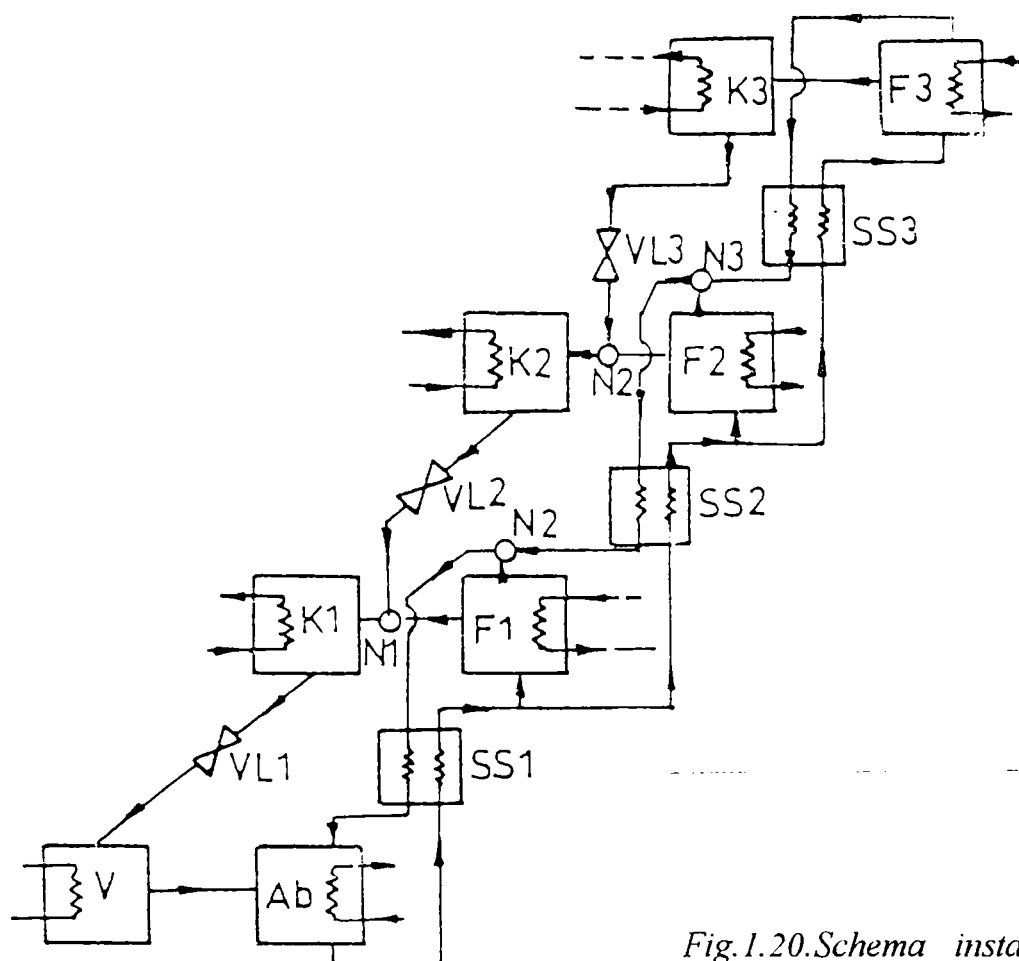 K3
F3
SS3
VL3
N3
K2
N2
F2
VL2
SS2
N2
K1
N1
F1
VL1
SS1
V
Ab
Fig.1.20.Schema insta